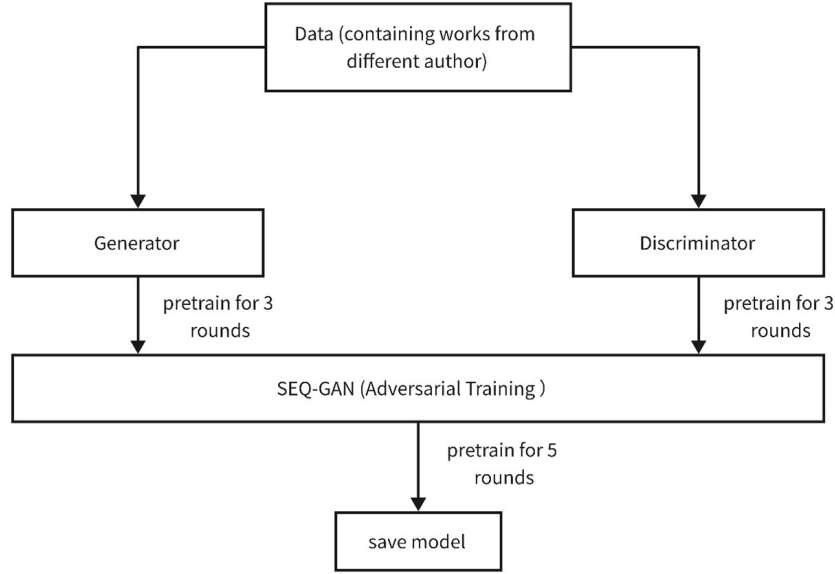 Data (containing works from
different author)
Generator
Discriminator
pretrain for 3
rounds
pretrain for 3
rounds
SEQ-GAN (Adversarial Training )
pretrain for 5
rounds
save model